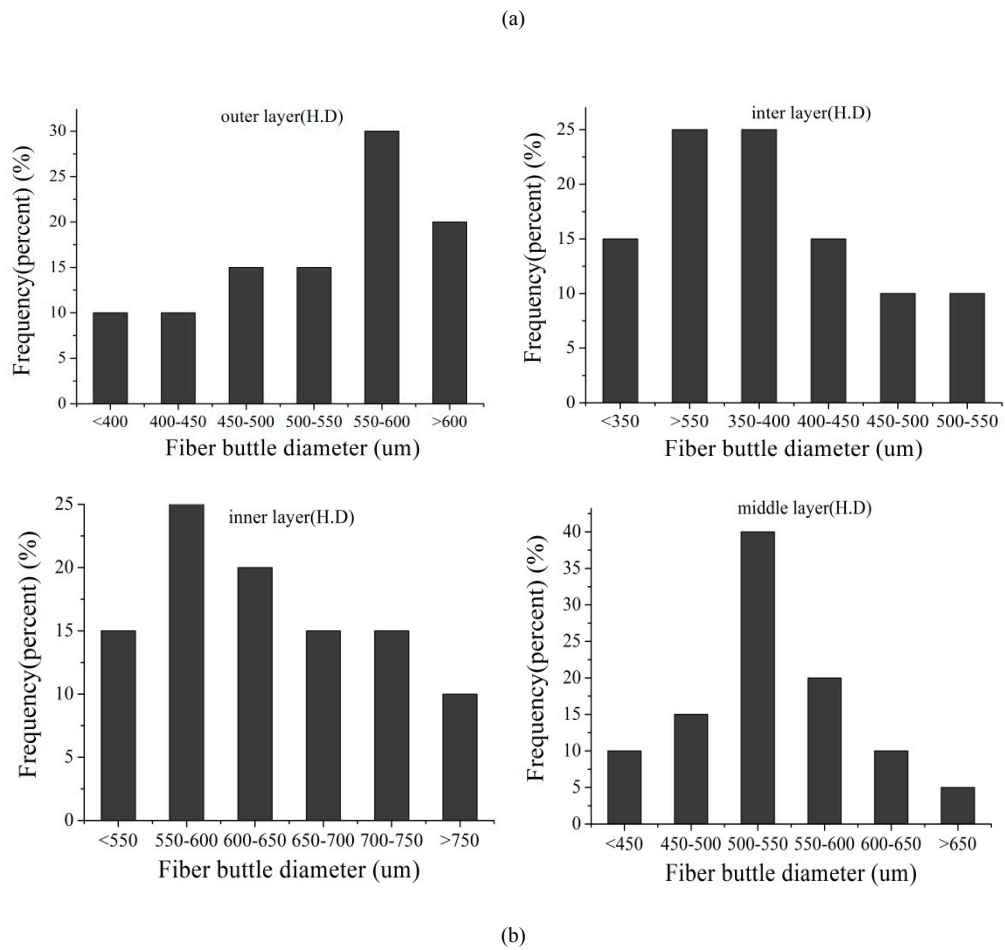 (a)
outer layer(H.D)
Frequency(percent) (%)
30
25
20
15
10
5
0
<400 400-450 450-500 500-550 550-600 >600
Fiber buttle diameter (um)
inter layer(H.D)
Frequency(percent) (%)
25
20
15
10
5
0
<350 >550 350-400 400-450 450-500 500-550
Fiber buttle diameter (um)
inner layer(H.D)
Frequency(percent) (%)
25
20
15
10
5
0
<550 550-600 600-650 650-700 700-750 >750
Fiber buttle diameter (um)
middle layer(H.D)
Frequency(percent) (%)
40
35
30
25
20
15
10
5
0
<450 450-500 500-550 550-600 600-650 >650
Fiber buttle diameter (um)
(b)